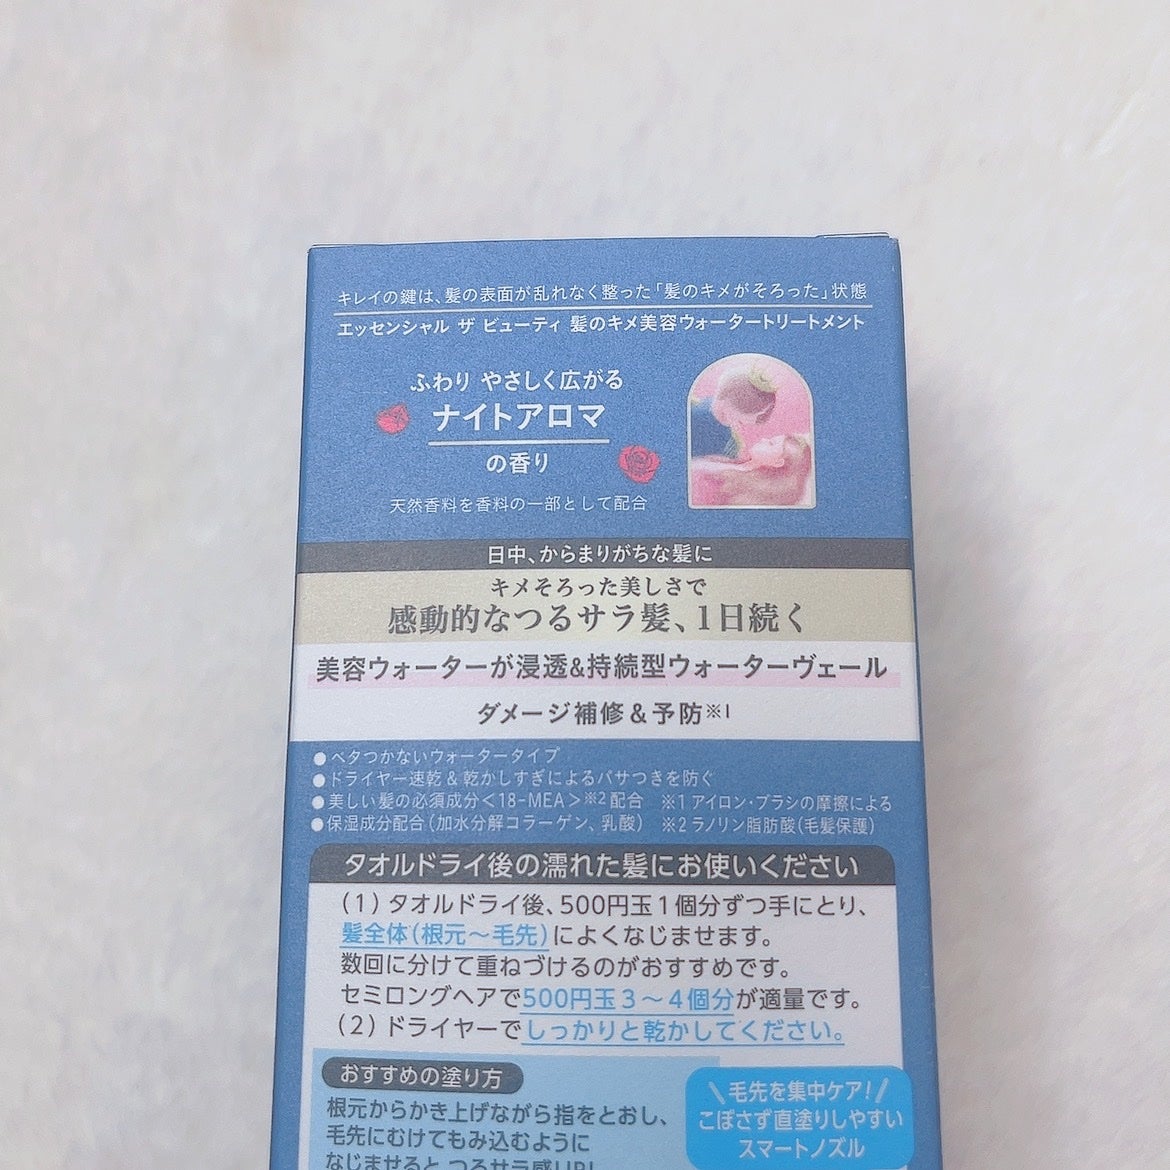 キレイの鍵は、髪の表面が乱れなく整った「髪のキメがそろった」状態
エッセンシャル ザ ビューティ 髪のキメ美容ウォータートリートメント
ふわり やさしく広がる
ナイトアロマ
の香り
天然香料を香料の一部として配合
日中、からまりがちな髪に
キメそろった美しさで
感動的なつるサラ髪、1日続く
美容ウォーターが浸透&持続型ウォーターヴェール
ダメージ補修&予防※1
●ベタつかないウォータータイプ
●ドライヤー速乾&乾かしすぎによるパサつきを防ぐ
●美しい髪の必須成分<18-MEA>※2配合 ※1 アイロン・ブラシの摩擦による
●保湿成分配合(加水分解コラーゲン、乳酸) ※2 ラノリン脂肪酸(毛髪保護)
タオルドライ後の濡れた髪にお使いください
(1) タオルドライ後、500円玉1個分ずつ手にとり、
髪全体(根元〜毛先)によくなじませます。
数回に分けて重ねづけるのがおすすめです。
セミロングヘアで500円玉3〜4個分が適量です。
(2) ドライヤーでしっかりと乾かしてください。
おすすめの塗り方
根元からかき上げながら指をとおし、
毛先にむけてもみ込むように
なじませると つるサラ感UP!
\毛先を集中ケア!/
こぼさず直塗りしやすい
スマートノズル